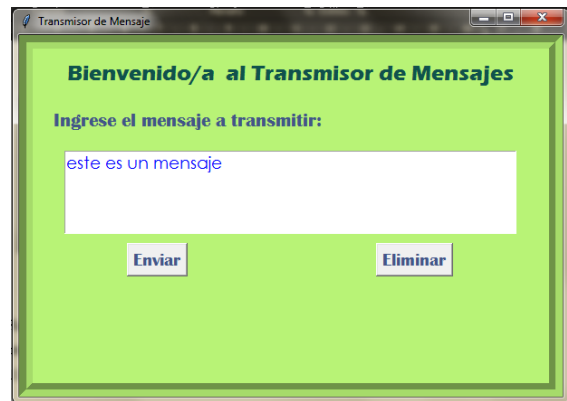 Transmisor de Mensaje
Bienvenido/a al Transmisor de Mensajes
Ingrese el mensaje a transmitir:
este es un mensaje
Enviar Eliminar